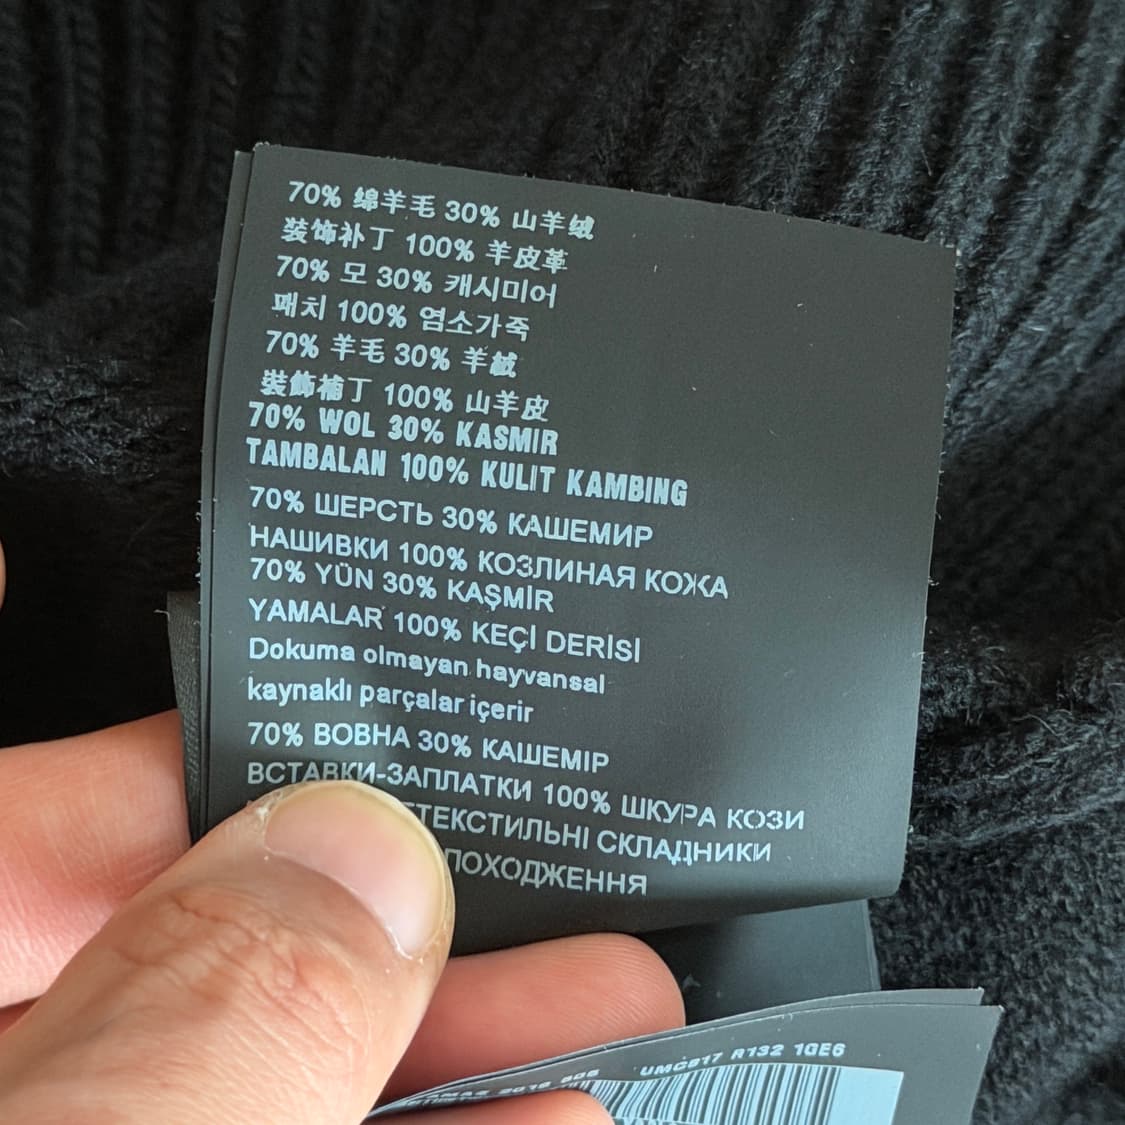 70% 绵羊毛 30% 山羊绒
装饰补丁 100% 羊皮革
70% 모 30% 캐시미어
패치 100% 염소가죽
70% 羊毛 30% 羊絨
裝飾補丁 100% 山羊皮
70% WOL 30% KASMIR
TAMBALAN 100% KULIT KAMBING
70% ШЕРСТЬ 30% КАШЕМИР
НАШИВКИ 100% КОЗЛИНАЯ КОЖА
70% YÜN 30% KAŞMİR
YAMALAR 100% KEÇİ DERİSİ
Dokuma olmayan hayvansal
kaynaklı parçalar içerir
70% ВОВНА 30% КАШЕМІР
ВСТАВКИ-ЗАПЛАТКИ 100% ШКУРА КОЗИ
ТЕКСТИЛЬНІ СКЛАДНИКИ
ПОХОДЖЕННЯ
UMC817 R132 1GE6